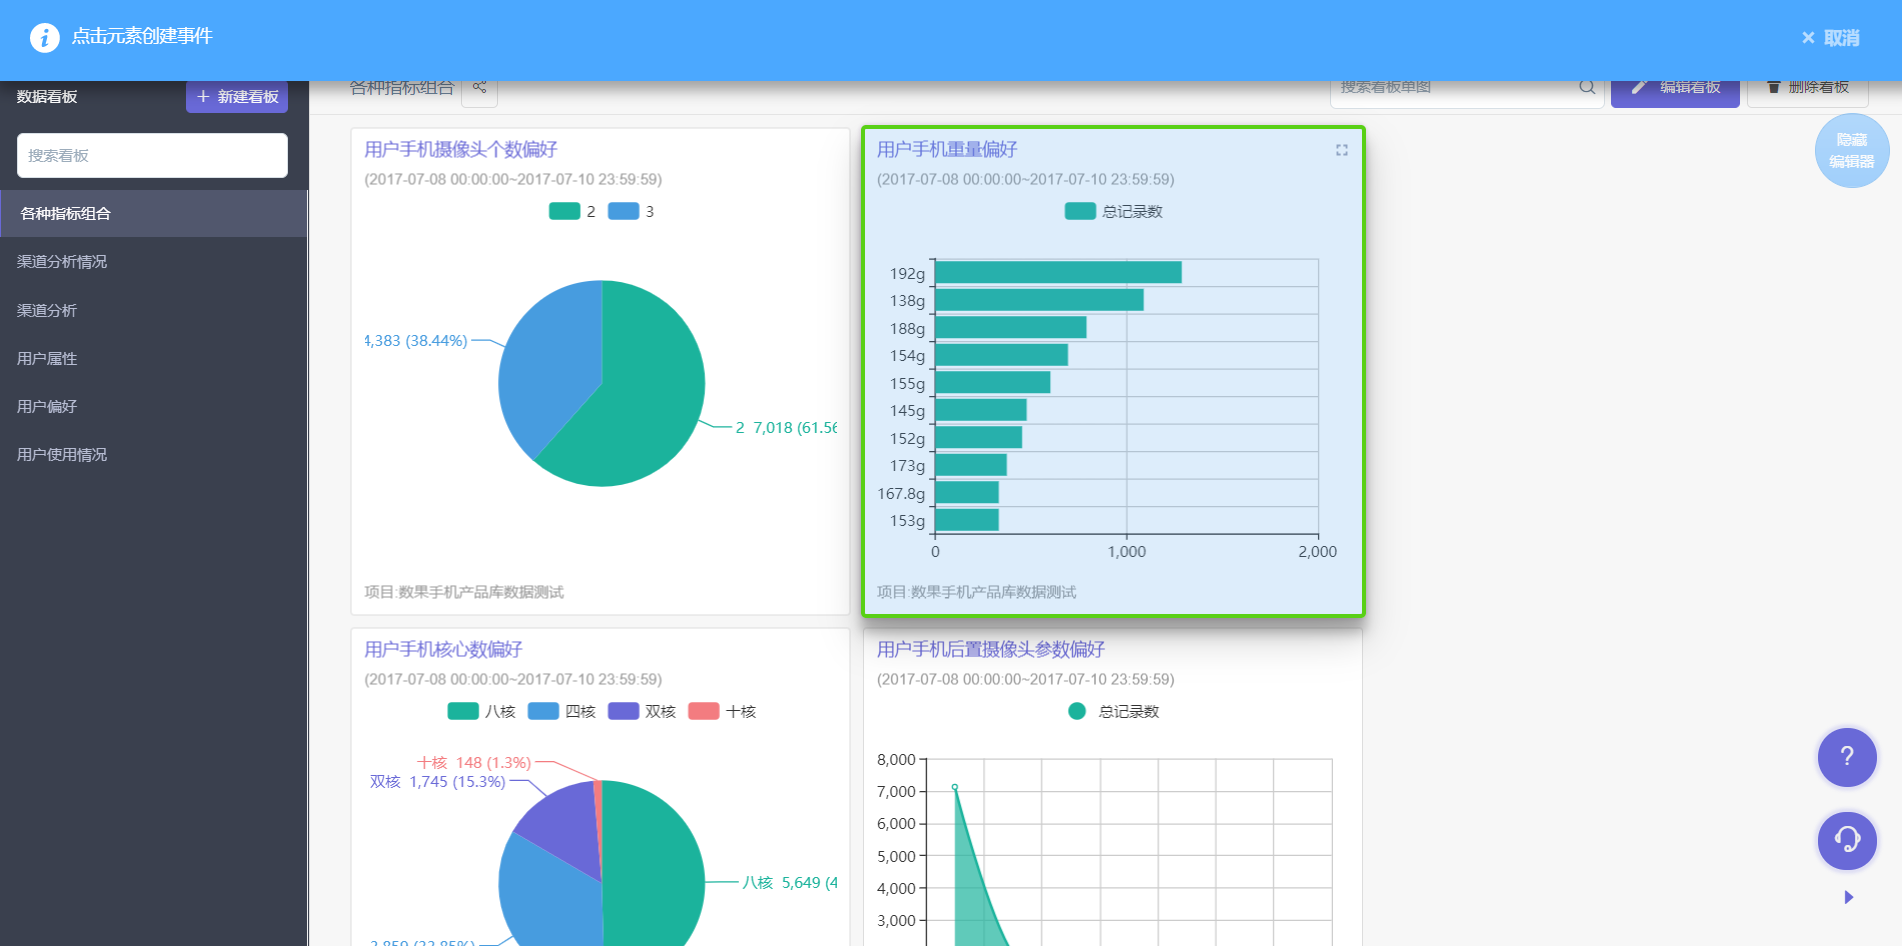 点击元素创建事件
× 取消
数据看板
+ 新建看板
各种指标组合
搜索看板单图
编辑看板
删除看板
搜索看板
各种指标组合
渠道分析情况
渠道分析
用户属性
用户偏好
用户使用情况
隐藏
编辑器
用户手机摄像头个数偏好
(2017-07-08 00:00:00~2017-07-10 23:59:59)
2 3
4,383 (38.44%)
2 7,018 (61.56
项目:数果手机产品库数据测试
用户手机重量偏好
(2017-07-08 00:00:00~2017-07-10 23:59:59)
总记录数
192g
138g
188g
154g
155g
145g
152g
173g
167.8g
153g
0 1,000 2,000
项目:数果手机产品库数据测试
用户手机核心数偏好
(2017-07-08 00:00:00~2017-07-10 23:59:59)
八核 四核 双核 十核
十核 148 (1.3%)
双核 1,745 (15.3%)
八核 5,649 (4
3,859 (33.85%)
用户手机后置摄像头参数偏好
(2017-07-08 00:00:00~2017-07-10 23:59:59)
总记录数
8,000
7,000
6,000
5,000
4,000
3,000
?